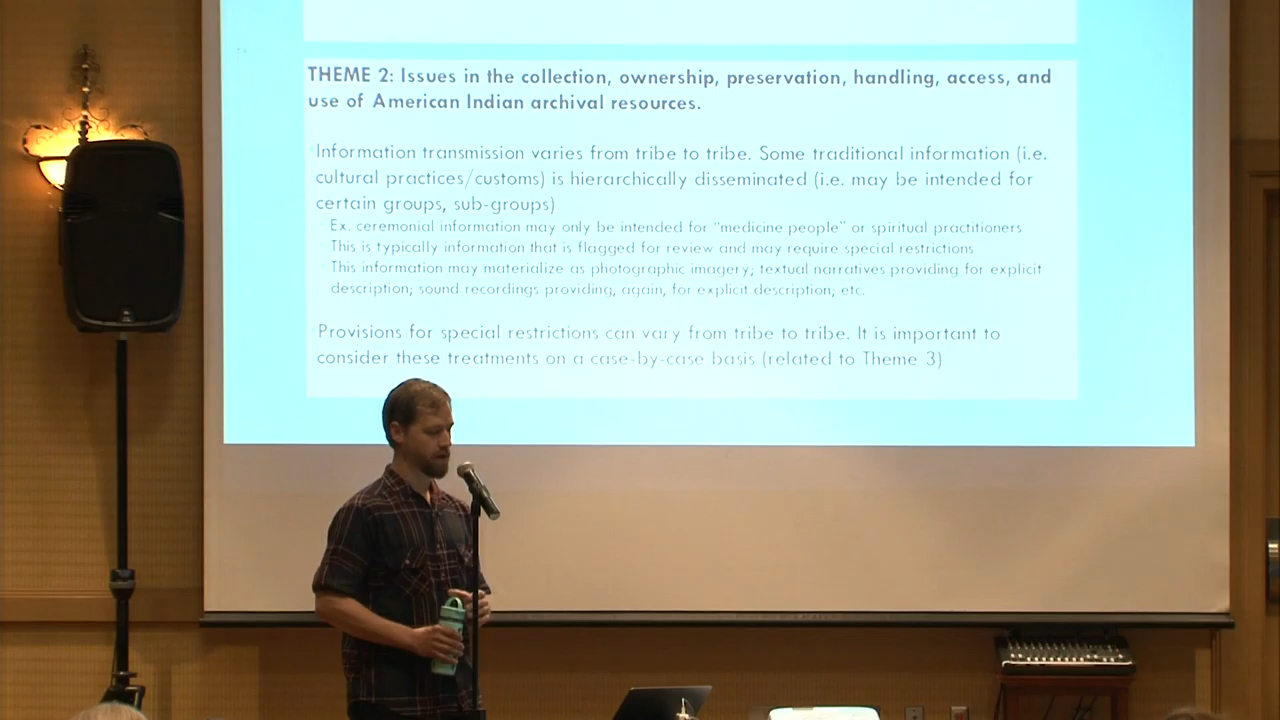 THEME 2: Issues in the collection, ownership, preservation, handling, access, and
use of American Indian archival resources.
Information transmission varies from tribe to tribe. Some traditional information (i.e.
cultural practices/customs) is hierarchically disseminated (i.e. may be intended for
certain groups, sub-groups)
Ex. ceremonial information may only be intended for “medicine people” or spiritual practitioners
This is typically information that is flagged for review and may require special restrictions
This information may materialize as photographic imagery; textual narratives providing for explicit
description; sound recordings providing, again, for explicit description; etc.
Provisions for special restrictions can vary from tribe to tribe. It is important to
consider these treatments on a case-by-case basis (related to Theme 3)